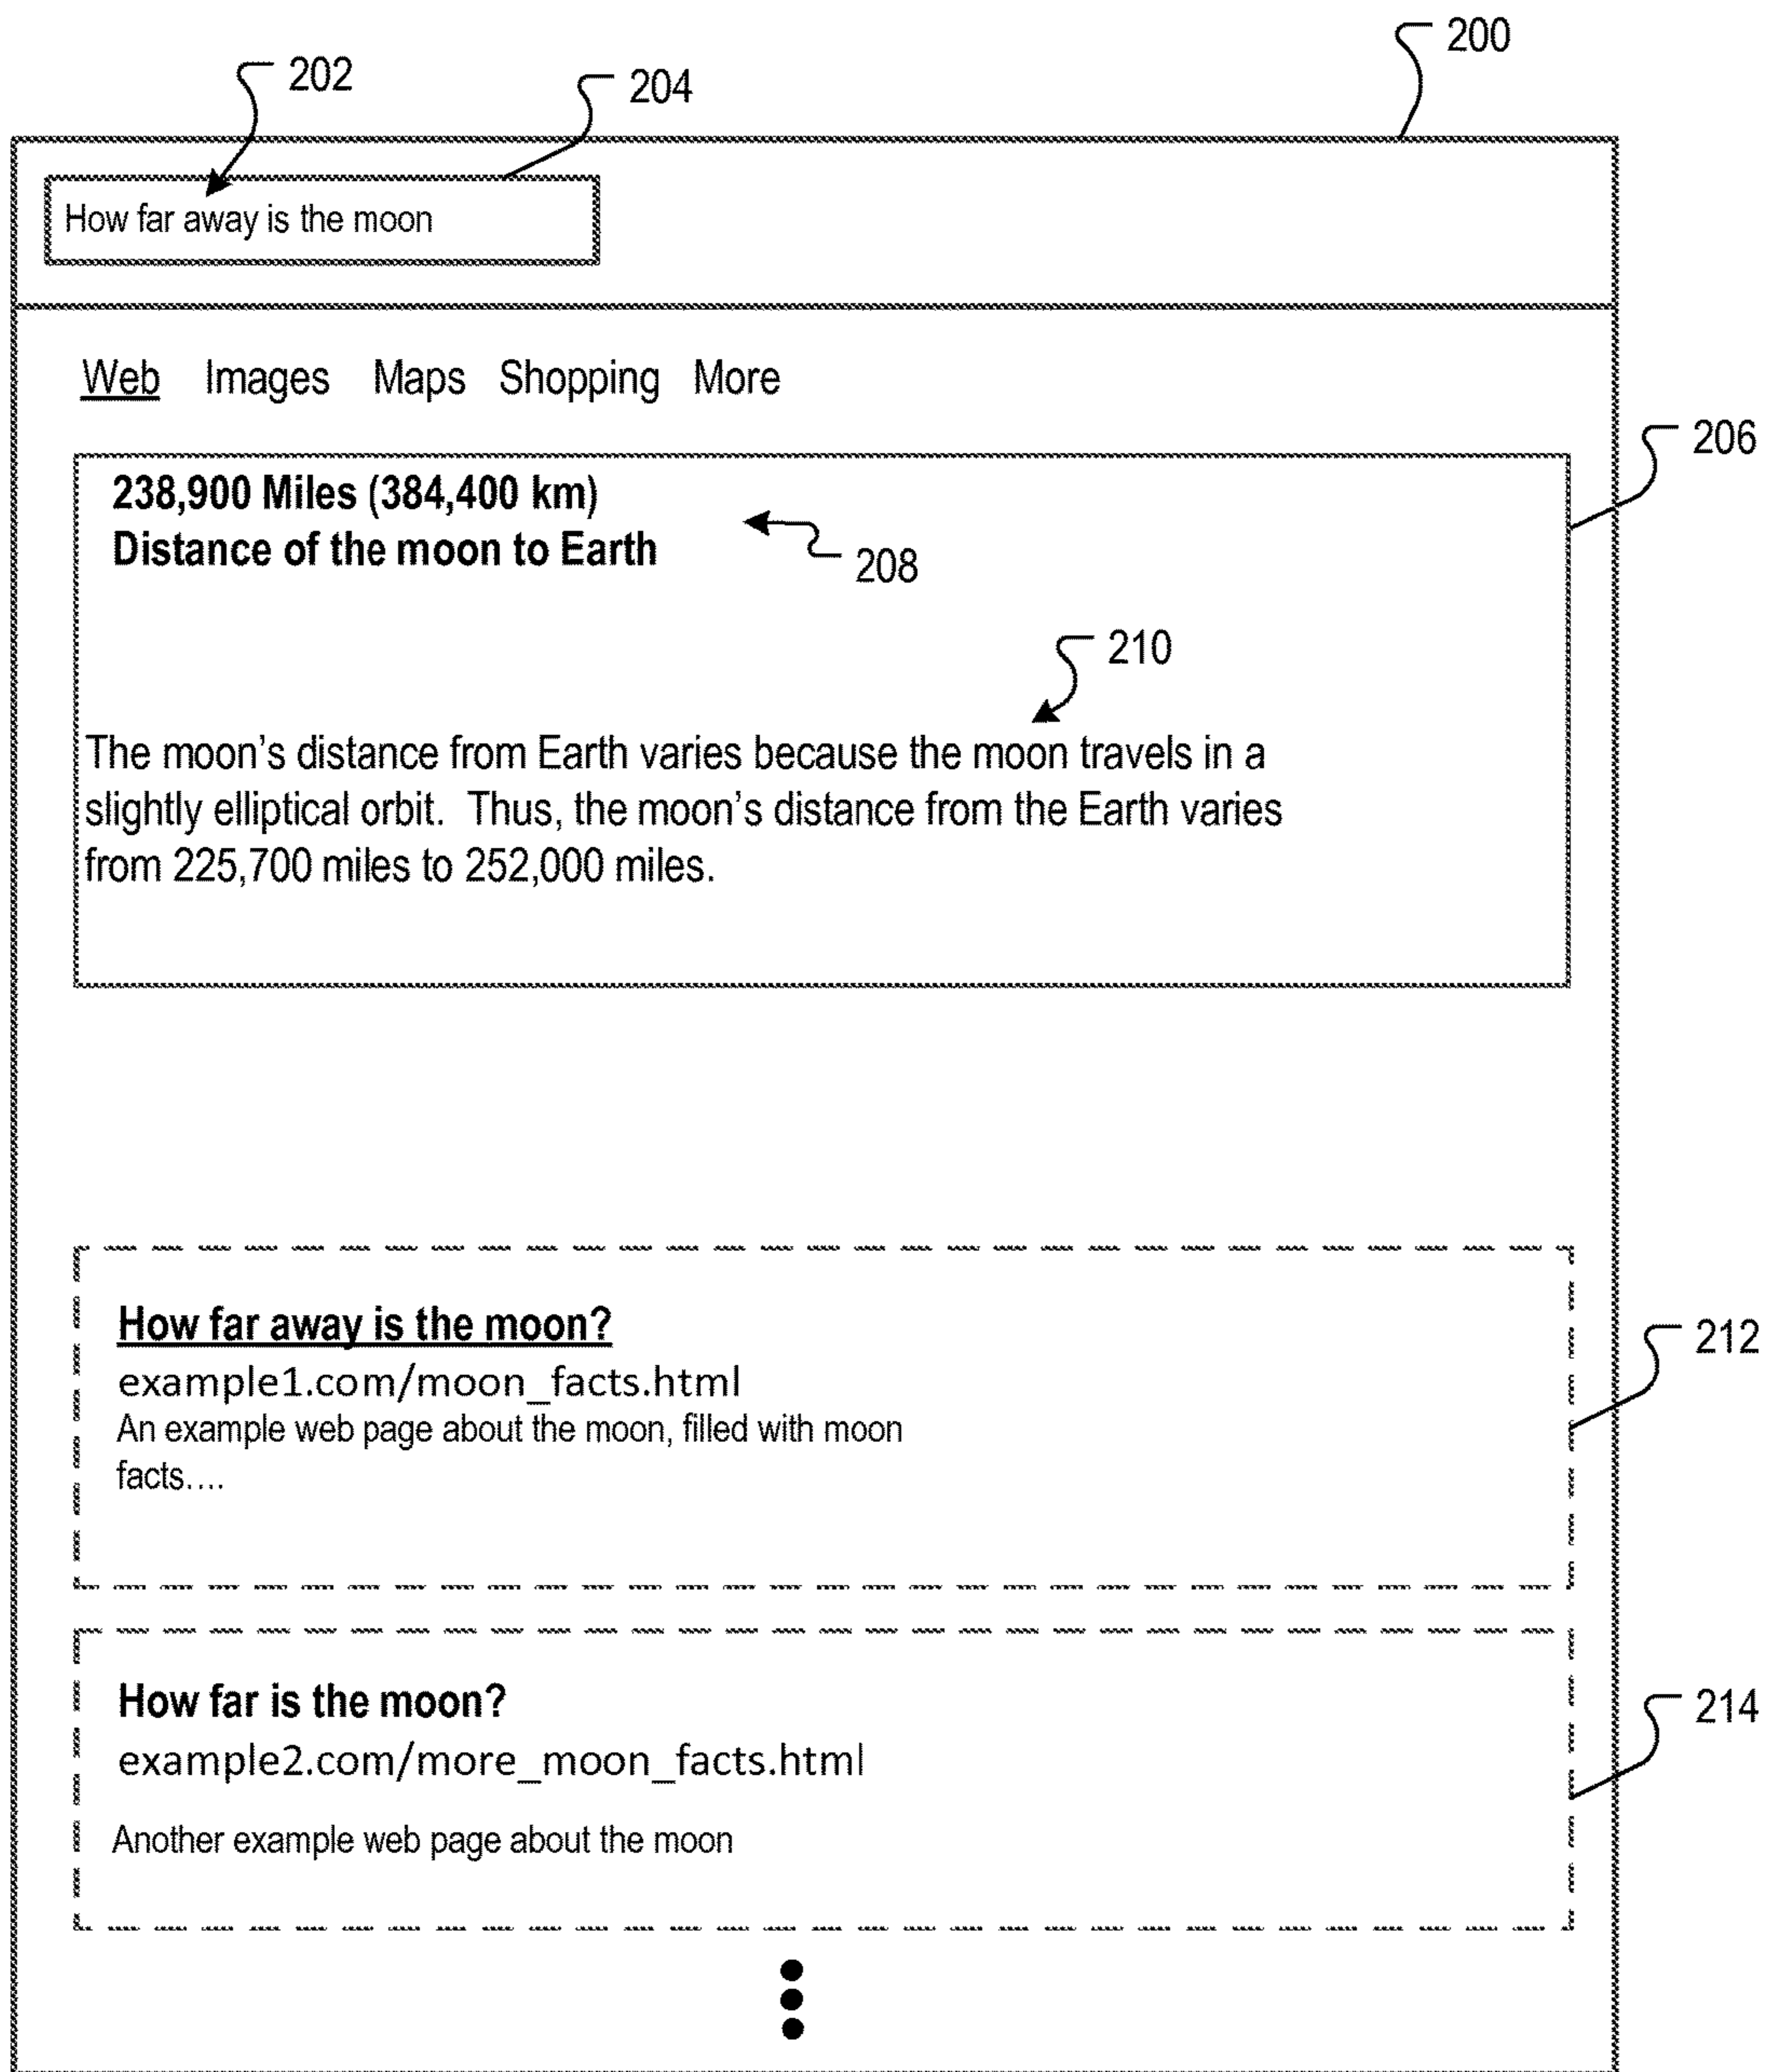 200
202
204
How far away is the moon
Web Images Maps Shopping More
206
238,900 Miles (384,400 km)
Distance of the moon to Earth
208
210
The moon’s distance from Earth varies because the moon travels in a
slightly elliptical orbit.  Thus, the moon’s distance from the Earth varies
from 225,700 miles to 252,000 miles.
How far away is the moon?
212
example1.com/moon_facts.html
An example web page about the moon, filled with moon
facts….
How far is the moon?
214
example2.com/more_moon_facts.html
Another example web page about the moon